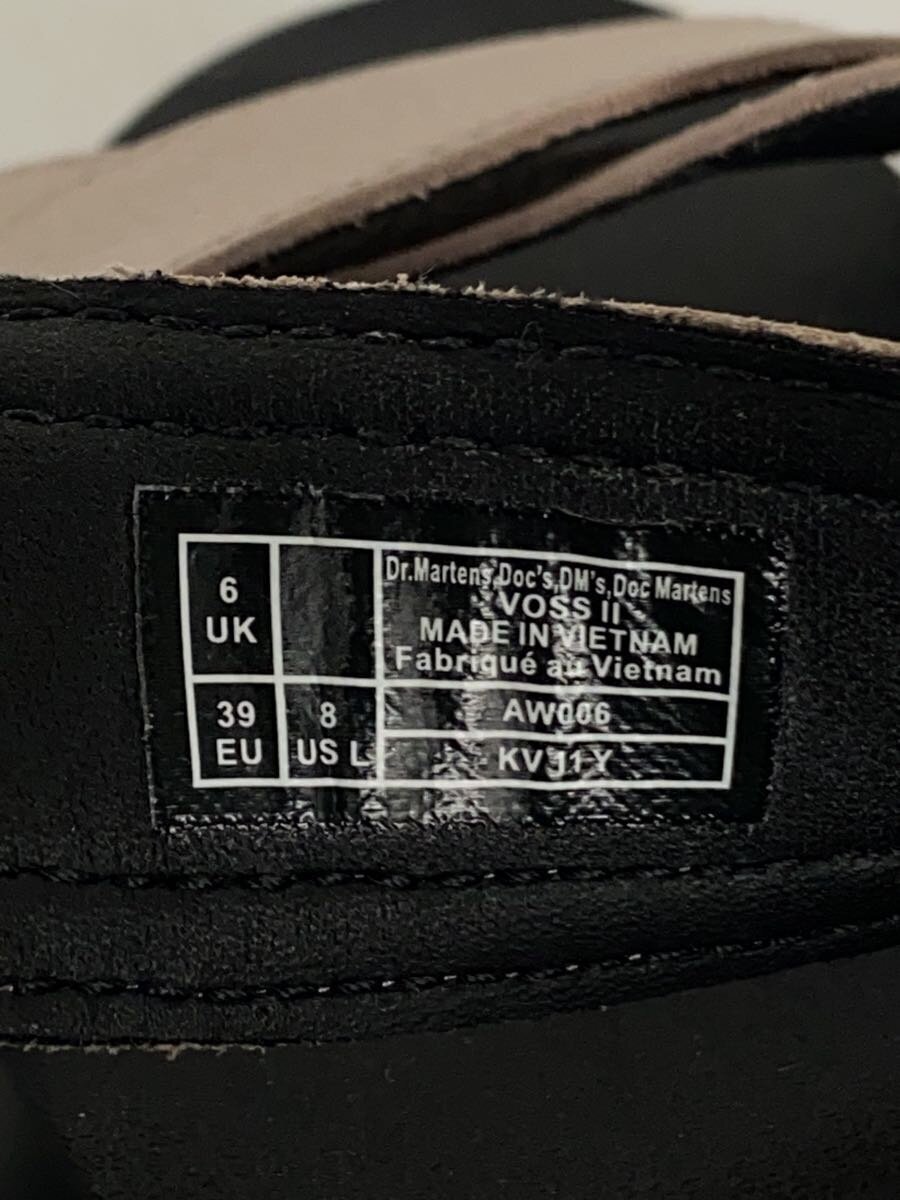 6
UK
Dr.Martens,Doc's,DM's,Doc Martens
VOSS II
MADE IN VIETNAM
Fabriqué au Vietnam
39
EU
8
US L
AW006
KVJ1Y